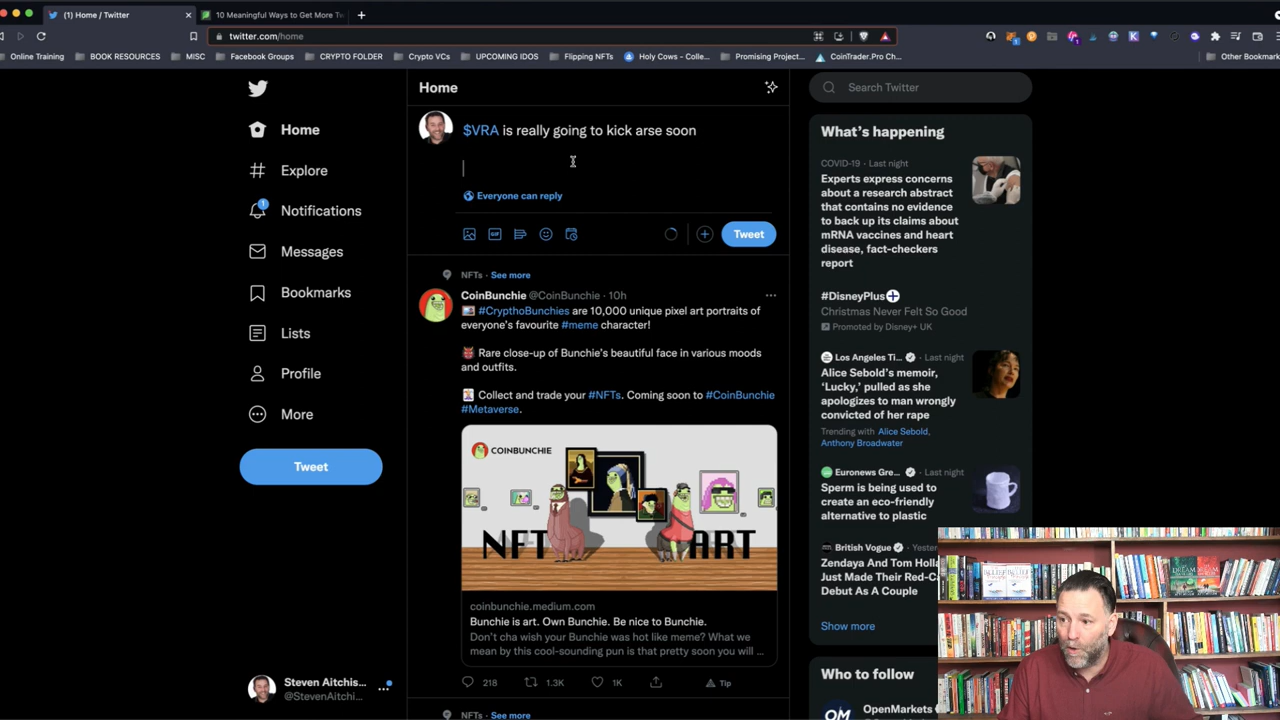 (1) Home / Twitter
10 Meaningful Ways to Get More Tw
twitter.com/home
Online Training
BOOK RESOURCES
MISC
Facebook Groups
CRYPTO FOLDER
Crypto VCs
UPCOMING IDOS
Flipping NFTs
Holy Cows - Colle...
Promising Project...
CoinTrader.Pro Ch...
Other Bookmark
Home
Explore
Notifications
1
Messages
Bookmarks
Lists
Profile
More
Tweet
Steven Aitchis...
@StevenAitchi...
Home
$VRA is really going to kick arse soon
Everyone can reply
GIF
Tweet
NFTs · See more
CoinBunchie @CoinBunchie · 10h
#CrypthoBunchies are 10,000 unique pixel art portraits of
everyone's favourite #meme character!
Rare close-up of Bunchie's beautiful face in various moods
and outfits.
Collect and trade your #NFTs. Coming soon to #CoinBunchie
#Metaverse.
COINBUNCHIE
NFT ART
coinbunchie.medium.com
Bunchie is art. Own Bunchie. Be nice to Bunchie.
Don't cha wish your Bunchie was hot like meme? What we
mean by this cool-sounding pun is that pretty soon you will ...
218
1.3K
1K
Tip
NFTs · See more
Search Twitter
What's happening
COVID-19 · Last night
Experts express concerns
about a research abstract
that contains no evidence
to back up its claims about
mRNA vaccines and heart
disease, fact-checkers
report
#DisneyPlus
Christmas Never Felt So Good
Promoted by Disney+ UK
Los Angeles Ti... · Last night
Alice Sebold's memoir,
'Lucky,' pulled as she
apologizes to man wrongly
convicted of her rape
Trending with Alice Sebold,
Anthony Broadwater
Euronews Gre... · Last night
Sperm is being used to
create an eco-friendly
alternative to plastic
British Vogue · Yester
Zendaya And Tom Holla
Just Made Their Red-Ca
Debut As A Couple
Show more
Who to follow
OpenMarkets
OM